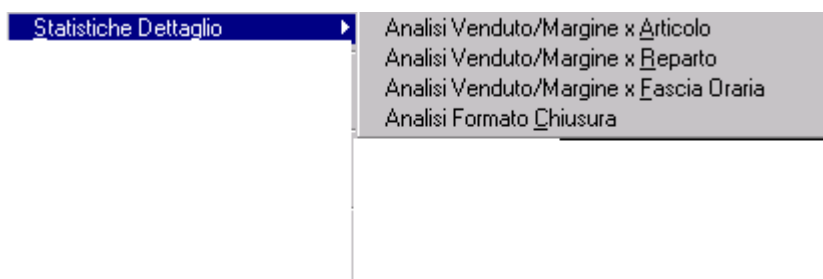 Statistiche Dettaglio
Analisi Venduto/Margine x Articolo
Analisi Venduto/Margine x Reparto
Analisi Venduto/Margine x Fascia Oraria
Analisi Formato Chiusura